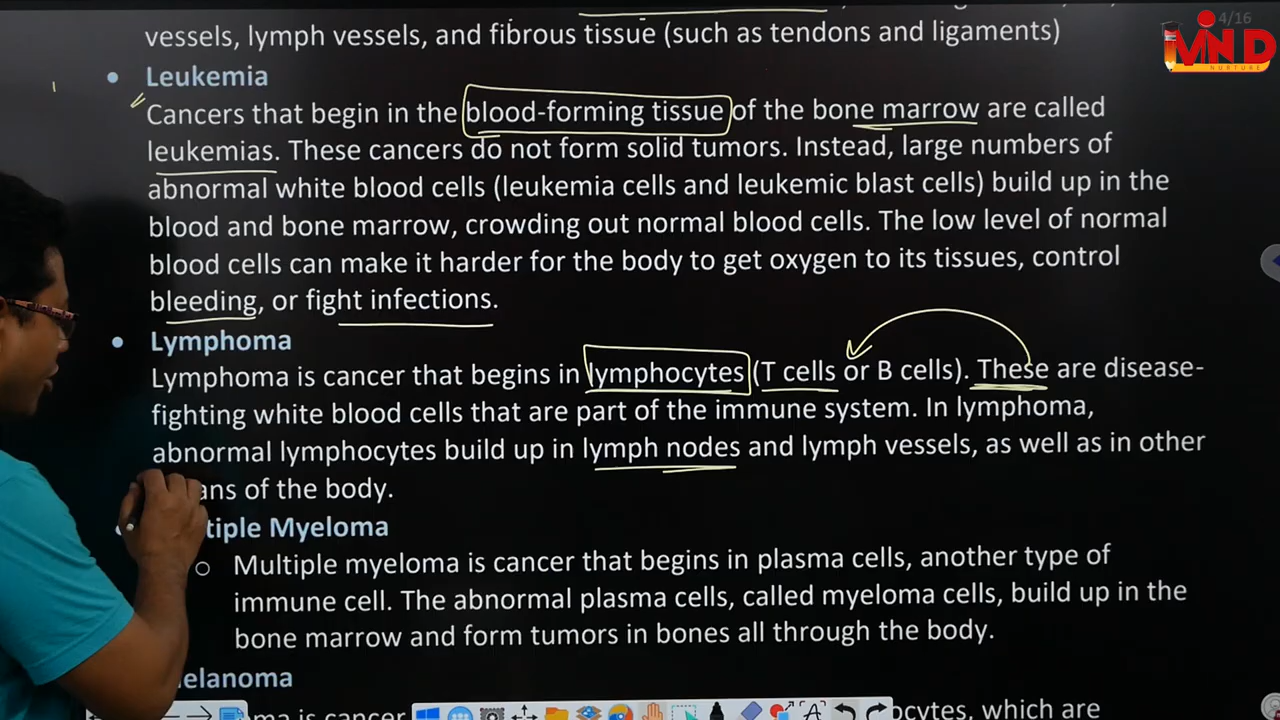 4/16
VND
NURTURE
vessels, lymph vessels, and fibrous tissue (such as tendons and ligaments)
• Leukemia
Cancers that begin in the blood-forming tissue of the bone marrow are called
leukemias. These cancers do not form solid tumors. Instead, large numbers of
abnormal white blood cells (leukemia cells and leukemic blast cells) build up in the
blood and bone marrow, crowding out normal blood cells. The low level of normal
blood cells can make it harder for the body to get oxygen to its tissues, control
bleeding, or fight infections.
• Lymphoma
Lymphoma is cancer that begins in lymphocytes (T cells or B cells). These are disease-
fighting white blood cells that are part of the immune system. In lymphoma,
abnormal lymphocytes build up in lymph nodes and lymph vessels, as well as in other
ans of the body.
tiple Myeloma
o Multiple myeloma is cancer that begins in plasma cells, another type of
immune cell. The abnormal plasma cells, called myeloma cells, build up in the
bone marrow and form tumors in bones all through the body.
elanoma
ma is cancer ocytes, which are